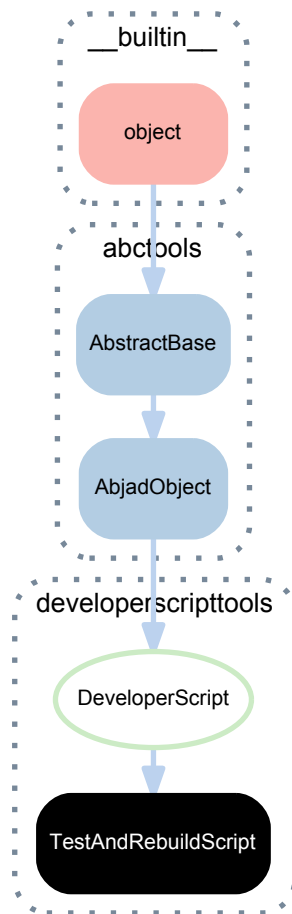 __builtin__
object
abctools
AbstractBase
AbjadObject
developerscripttools
DeveloperScript
TestAndRebuildScript